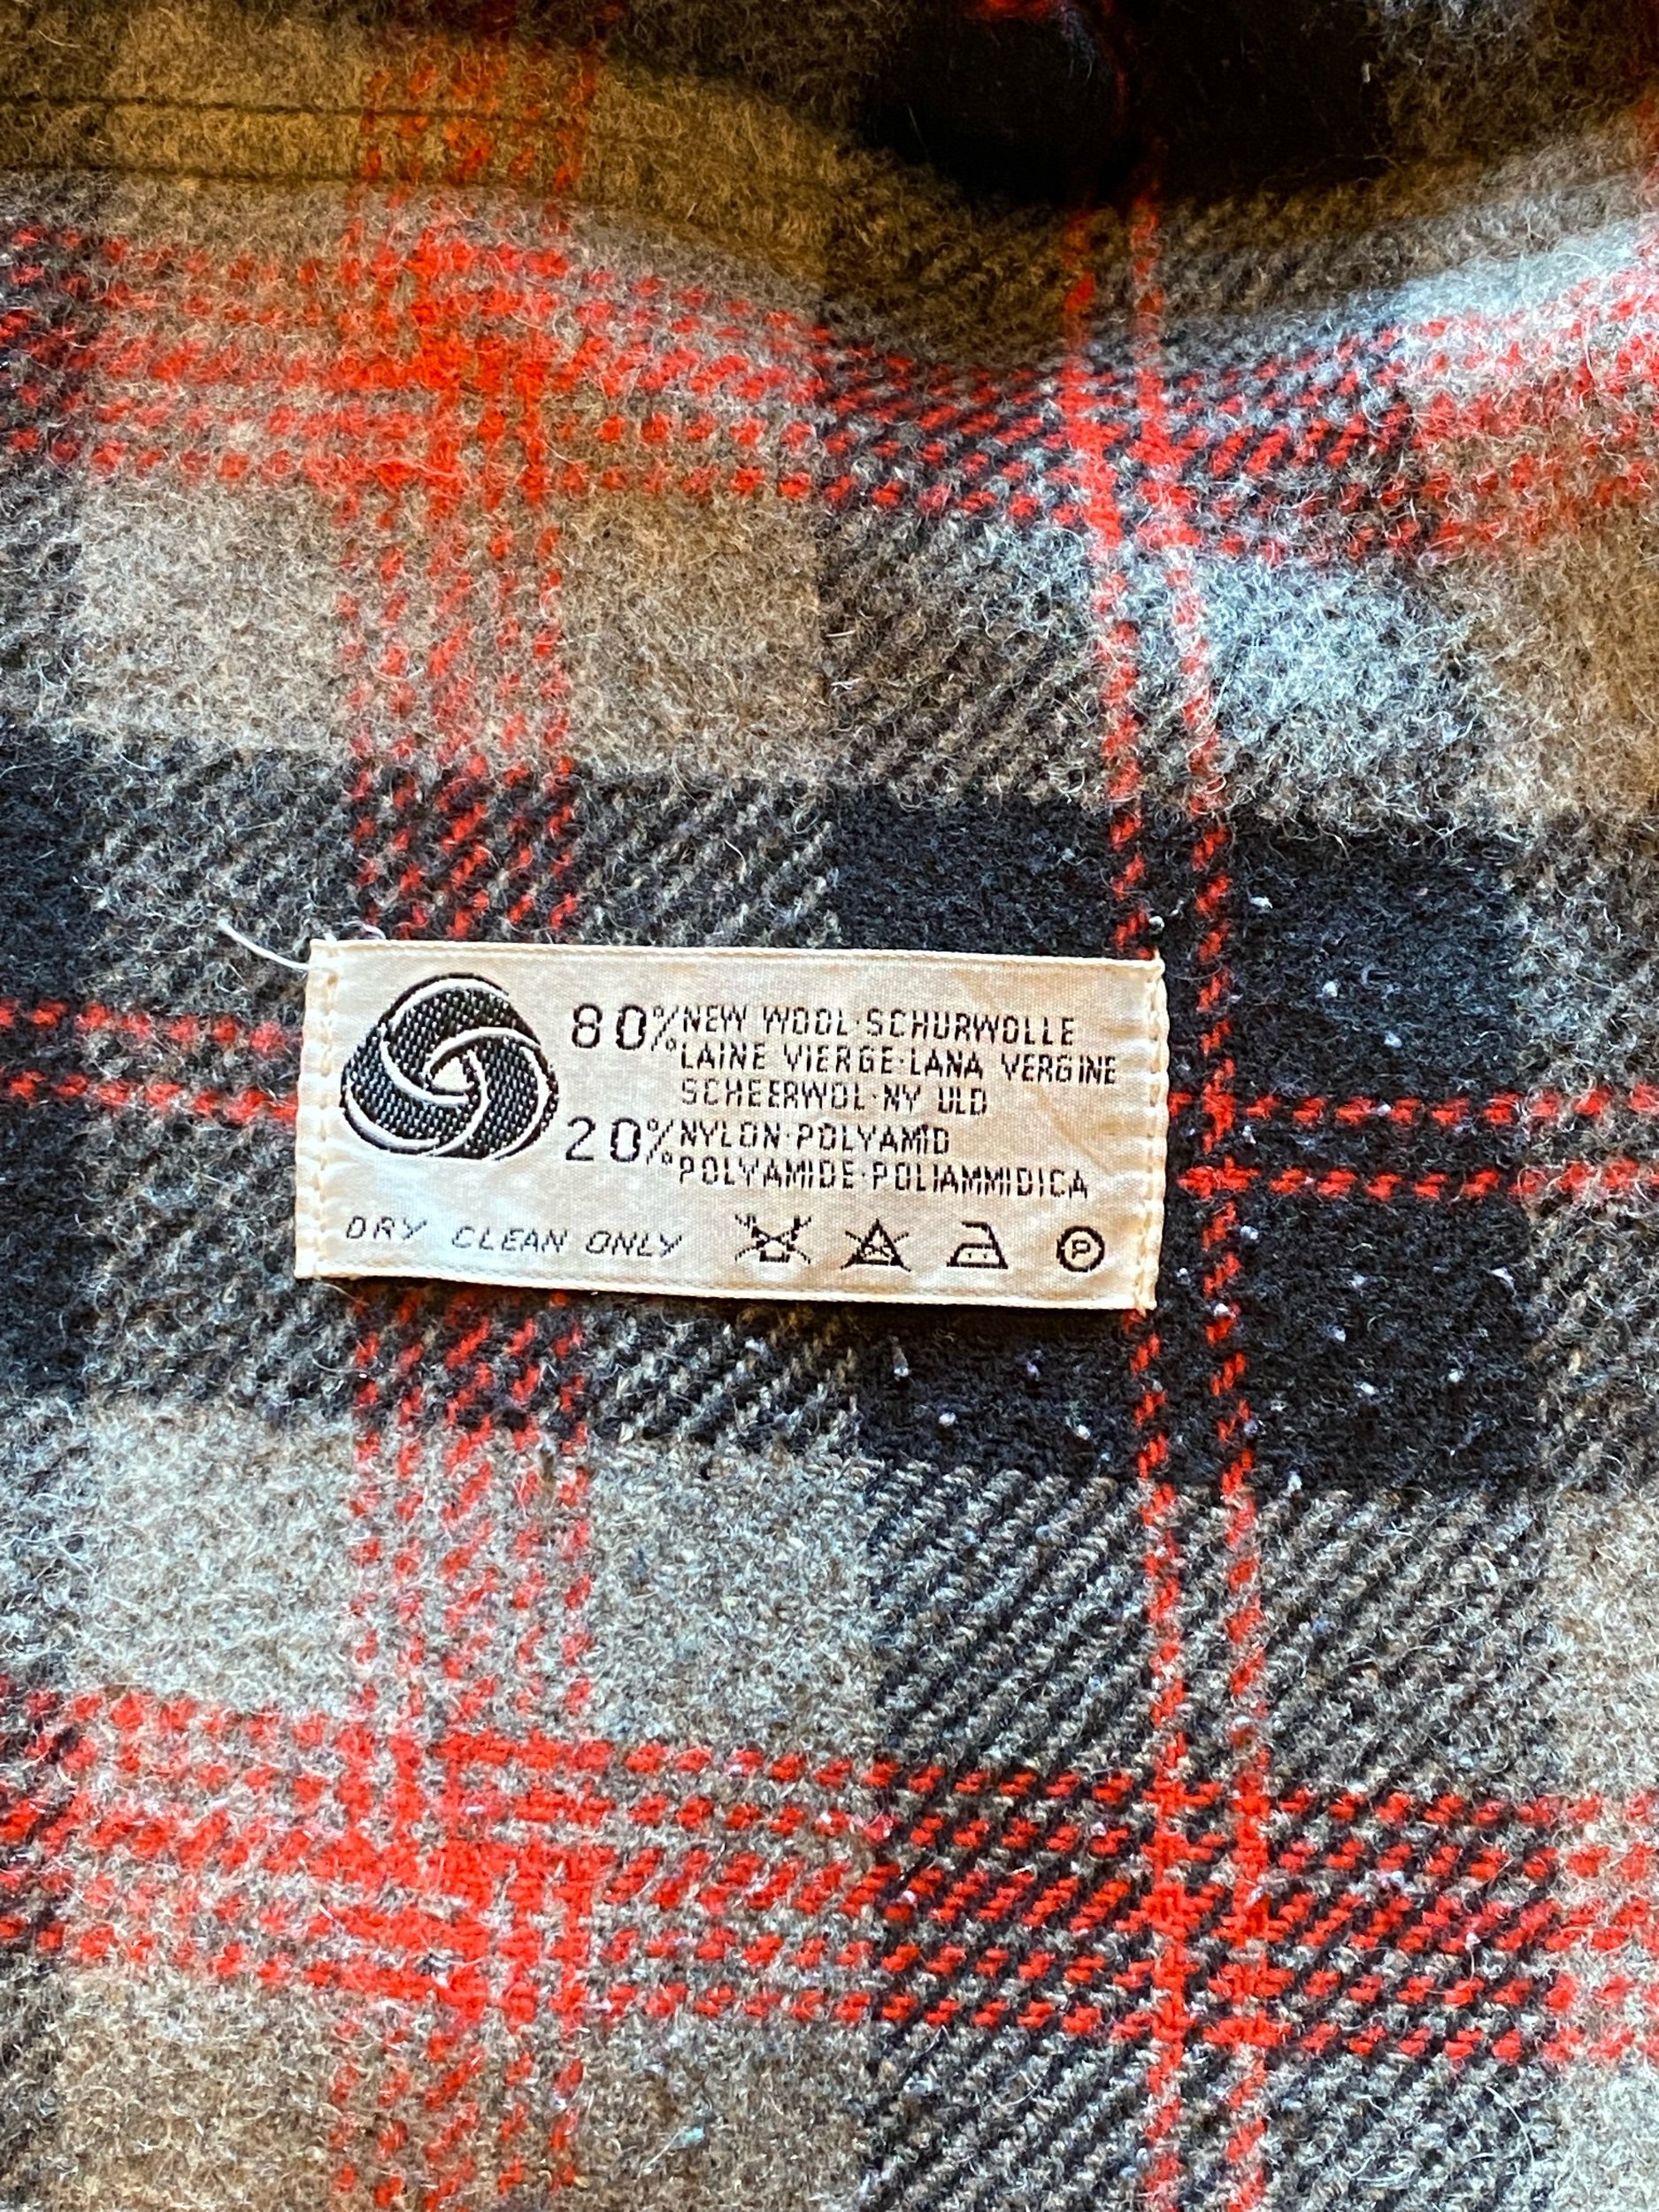 80% NEW WOOL·SCHURWOLLE
LAINE VIERGE·LANA VERGINE
SCHEERWOL·NY ULD
20% NYLON·POLYAMID
POLYAMIDE·POLIAMMIDICA
DRY CLEAN ONLY P